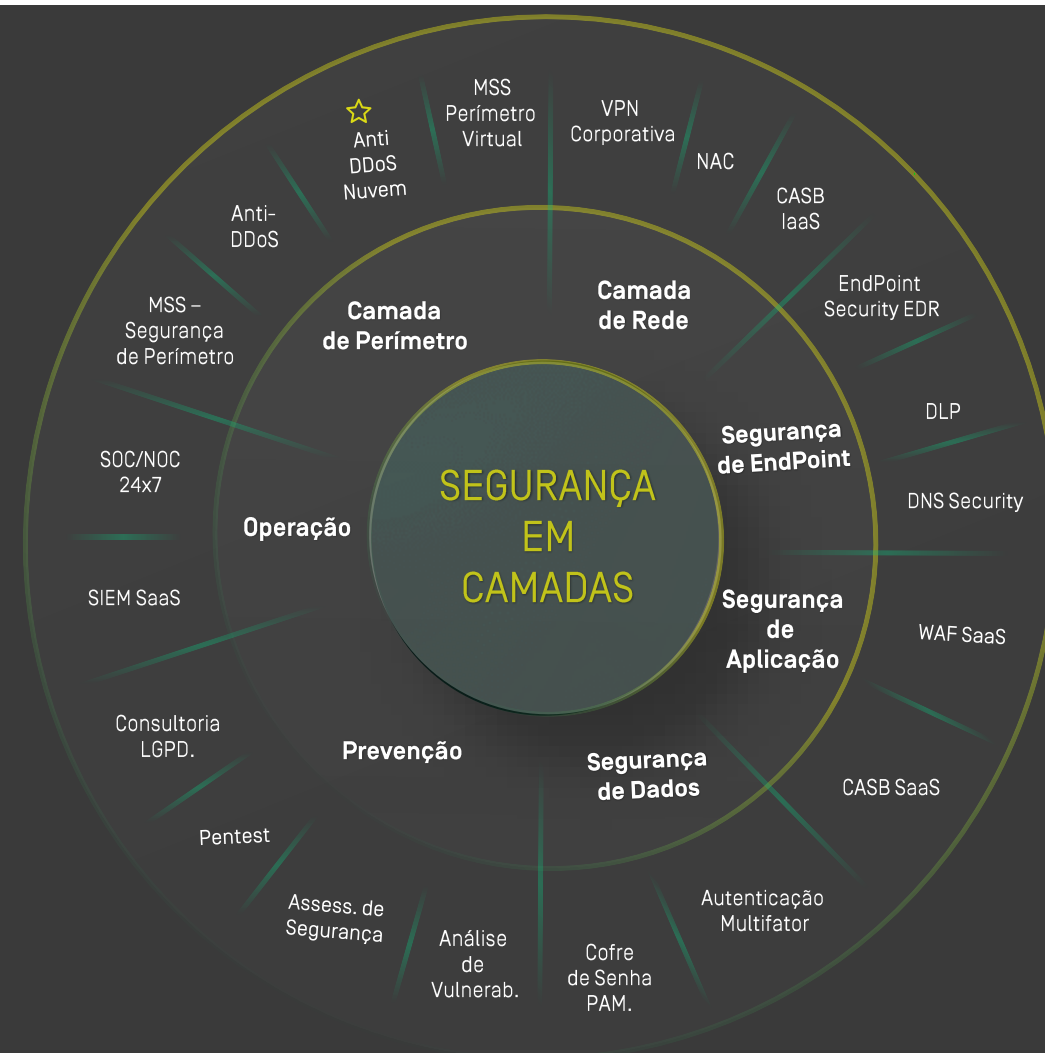 SEGURANÇA
EM
CAMADAS
Camada
de Perímetro
MSS –
Segurança
de Perímetro
Anti-
DDoS
Anti
DDoS
Nuvem
MSS
Perímetro
Virtual
Camada
de Rede
VPN
Corporativa
NAC
CASB
IaaS
Segurança
de EndPoint
EndPoint
Security EDR
DLP
DNS Security
Segurança
de
Aplicação
WAF SaaS
CASB SaaS
Segurança
de Dados
Autenticação
Multifator
Cofre
de Senha
PAM.
Prevenção
Análise
de
Vulnerab.
Assess. de
Segurança
Pentest
Consultoria
LGPD.
Operação
SIEM SaaS
SOC/NOC
24x7